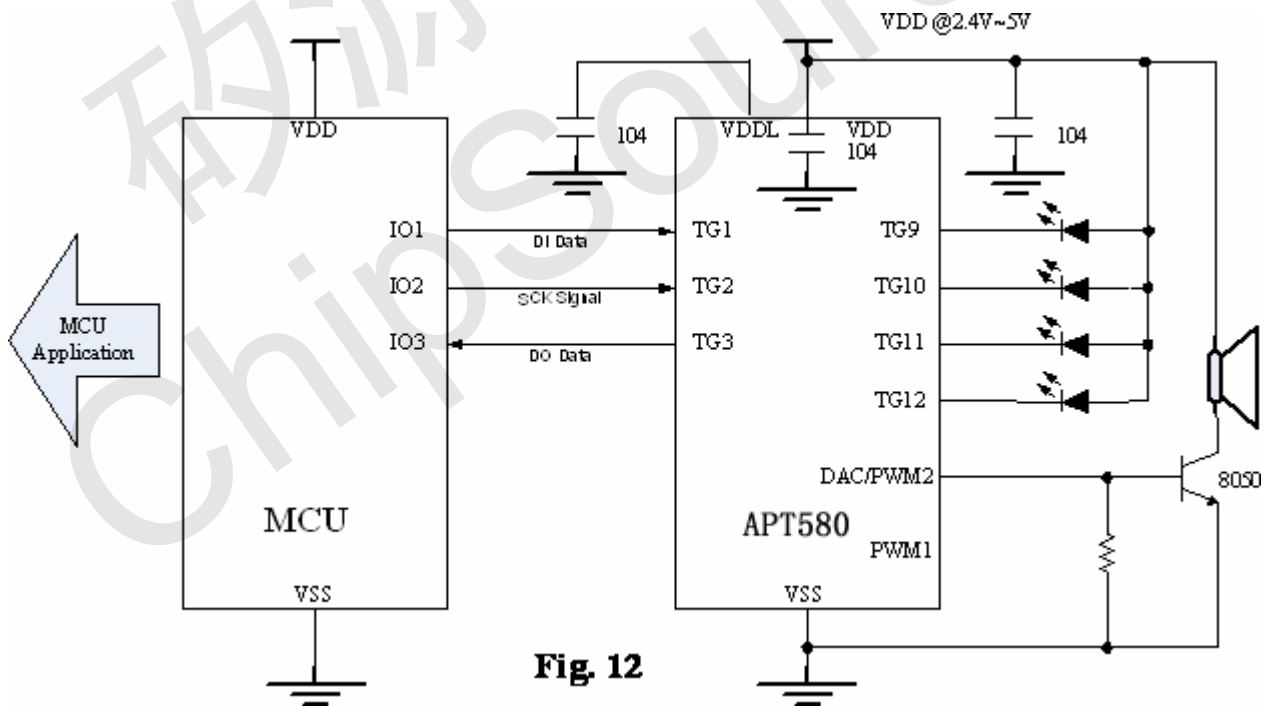 矽源
ChipSour
VDD @2.4V~5V
VDD
104
VDDL
VDD
104
104
IO1
DI Data
TG1
TG9
IO2
SCK Signal
TG2
TG10
MCU
Application
IO3
DO Data
TG3
TG11
TG12
DAC/PWM2
8050
MCU
APT580
PWM1
VSS
VSS
Fig. 12